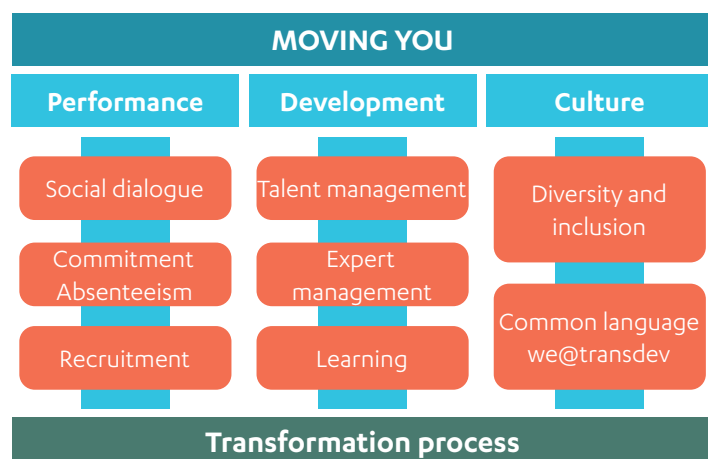 MOVING YOU
Performance
Development
Culture
Social dialogue
Commitment
Absenteeism
Recruitment
Talent management
Expert
management
Learning
Diversity and
inclusion
Common language
we@transdev
Transformation process